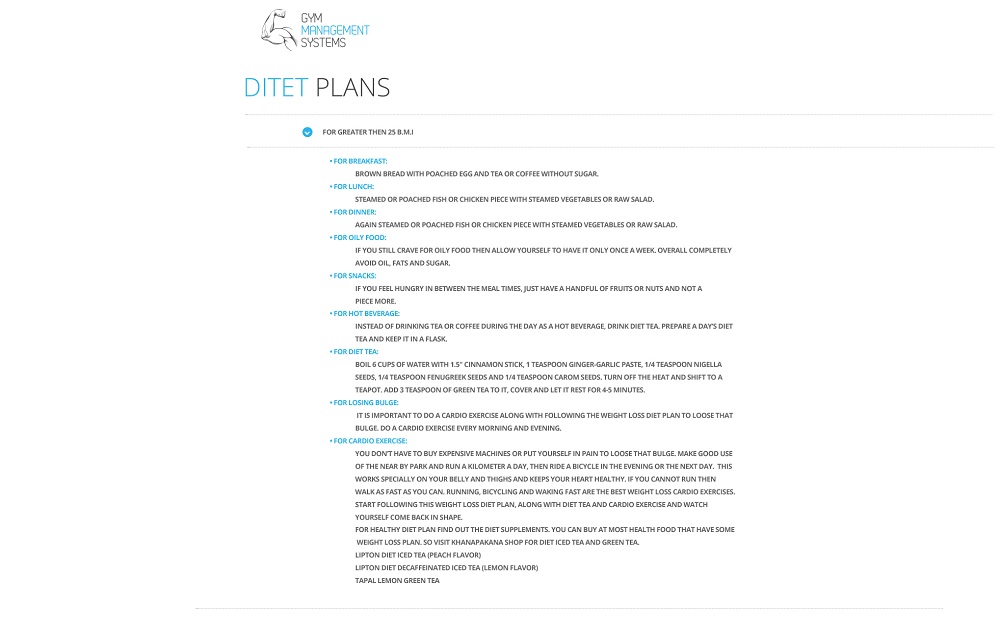 GYM
MANAGEMENT
SYSTEMS
DITET PLANS
FOR GREATER THEN 25 B.M.I
• FOR BREAKFAST:
BROWN BREAD WITH POACHED EGG AND TEA OR COFFEE WITHOUT SUGAR.
• FOR LUNCH:
STEAMED OR POACHED FISH OR CHICKEN PIECE WITH STEAMED VEGETABLES OR RAW SALAD.
• FOR DINNER:
AGAIN STEAMED OR POACHED FISH OR CHICKEN PIECE WITH STEAMED VEGETABLES OR RAW SALAD.
• FOR OILY FOOD:
IF YOU STILL CRAVE FOR OILY FOOD THEN ALLOW YOURSELF TO HAVE IT ONLY ONCE A WEEK. OVERALL COMPLETELY
AVOID OIL, FATS AND SUGAR.
• FOR SNACKS:
IF YOU FEEL HUNGRY IN BETWEEN THE MEAL TIMES, JUST HAVE A HANDFUL OF FRUITS OR NUTS AND NOT A
PIECE MORE.
• FOR HOT BEVERAGE:
INSTEAD OF DRINKING TEA OR COFFEE DURING THE DAY AS A HOT BEVERAGE, DRINK DIET TEA. PREPARE A DAY'S DIET
TEA AND KEEP IT IN A FLASK.
• FOR DIET TEA:
BOIL 6 CUPS OF WATER WITH 1.5" CINNAMON STICK, 1 TEASPOON GINGER-GARLIC PASTE, 1/4 TEASPOON NIGELLA
SEEDS, 1/4 TEASPOON FENUGREEK SEEDS AND 1/4 TEASPOON CAROM SEEDS. TURN OFF THE HEAT AND SHIFT TO A
TEAPOT. ADD 3 TEASPOON OF GREEN TEA TO IT, COVER AND LET IT REST FOR 4-5 MINUTES.
• FOR LOSING BULGE:
IT IS IMPORTANT TO DO A CARDIO EXERCISE ALONG WITH FOLLOWING THE WEIGHT LOSS DIET PLAN TO LOOSE THAT
BULGE. DO A CARDIO EXERCISE EVERY MORNING AND EVENING.
• FOR CARDIO EXERCISE:
YOU DON'T HAVE TO BUY EXPENSIVE MACHINES OR PUT YOURSELF IN PAIN TO LOOSE THAT BULGE. MAKE GOOD USE
OF THE NEAR BY PARK AND RUN A KILOMETER A DAY, THEN RIDE A BICYCLE IN THE EVENING OR THE NEXT DAY. THIS
WORKS SPECIALLY ON YOUR BELLY AND THIGHS AND KEEPS YOUR HEART HEALTHY. IF YOU CANNOT RUN THEN
WALK AS FAST AS YOU CAN. RUNNING, BICYCLING AND WAKING FAST ARE THE BEST WEIGHT LOSS CARDIO EXERCISES.
START FOLLOWING THIS WEIGHT LOSS DIET PLAN, ALONG WITH DIET TEA AND CARDIO EXERCISE AND WATCH
YOURSELF COME BACK IN SHAPE.
FOR HEALTHY DIET PLAN FIND OUT THE DIET SUPPLEMENTS. YOU CAN BUY AT MOST HEALTH FOOD THAT HAVE SOME
WEIGHT LOSS PLAN. SO VISIT KHANAPAKANA SHOP FOR DIET ICED TEA AND GREEN TEA.
LIPTON DIET ICED TEA (PEACH FLAVOR)
LIPTON DIET DECAFFEINATED ICED TEA (LEMON FLAVOR)
TAPAL LEMON GREEN TEA